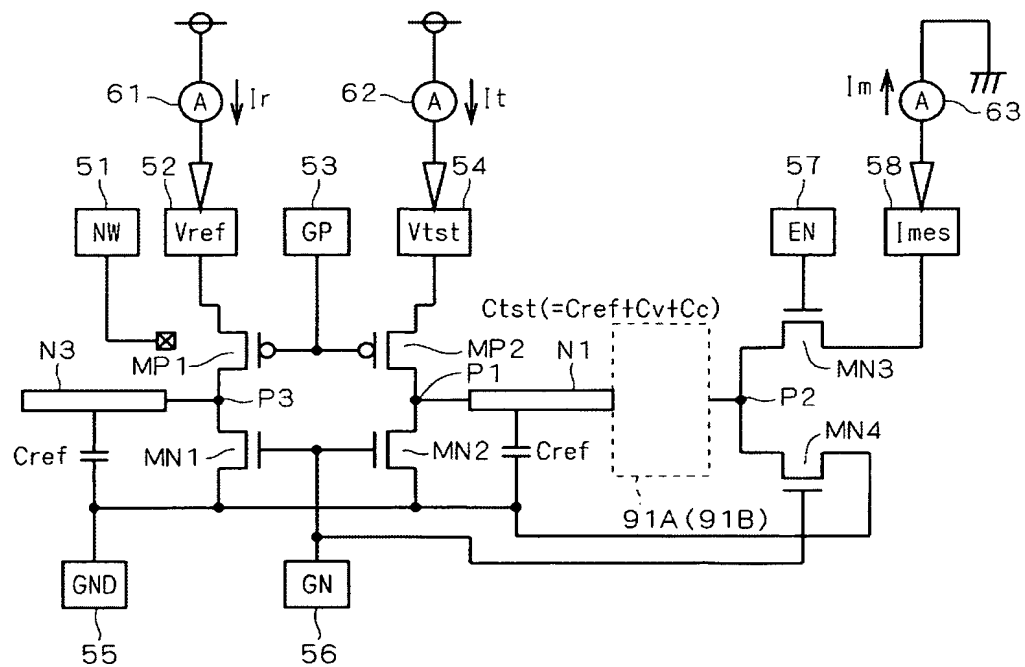 61 A Ir
62 A It
Im A 63
51 52 53 54 57 58
NW Vref GP Vtst EN Imes
Ctst(=Cref+Cv+Cc)
N3 MP1 MP2 N1 MN3
P3 P1 P2
Cref MN1 MN2 Cref MN4
91A(91B)
GND GN
55 56